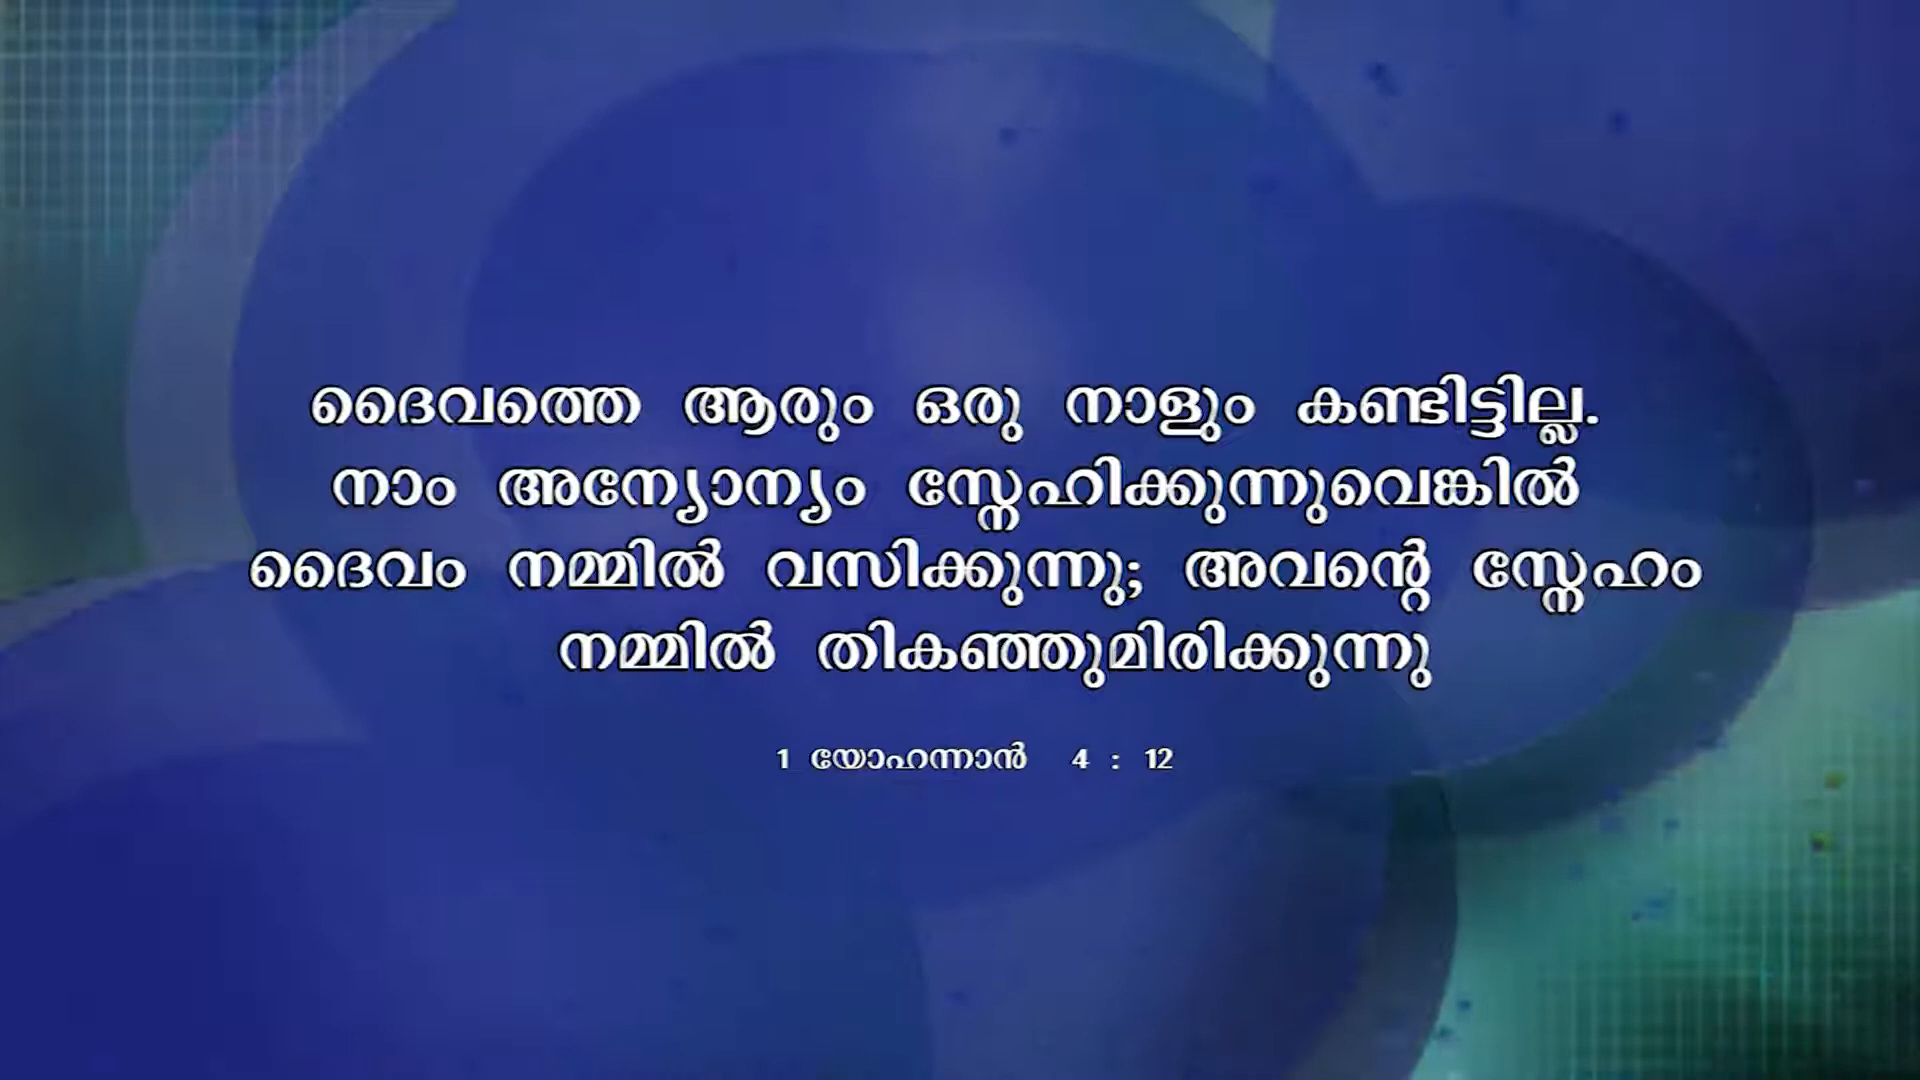 ദൈവത്തെ ആരും ഒരു നാളും കണ്ടിട്ടില്ല.
നാം അന്യോന്യം സ്നേഹിക്കുന്നുവെങ്കിൽ
ദൈവം നമ്മിൽ വസിക്കുന്നു; അവന്റെ സ്നേഹം
നമ്മിൽ തികഞ്ഞുമിരിക്കുന്നു
1 യോഹന്നാൻ 4 : 12